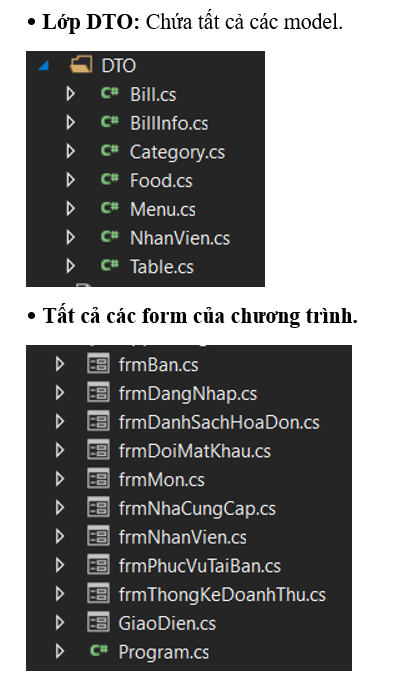 • Lớp DTO: Chứa tất cả các model.
DTO
C# Bill.cs
C# BillInfo.cs
C# Category.cs
C# Food.cs
C# Menu.cs
C# NhanVien.cs
C# Table.cs
• Tất cả các form của chương trình.
frmBan.cs
frmDangNhap.cs
frmDanhSachHoaDon.cs
frmDoiMatKhau.cs
frmMon.cs
frmNhaCungCap.cs
frmNhanVien.cs
frmPhucVuTaiBan.cs
frmThongKeDoanhThu.cs
GiaoDien.cs
C# Program.cs